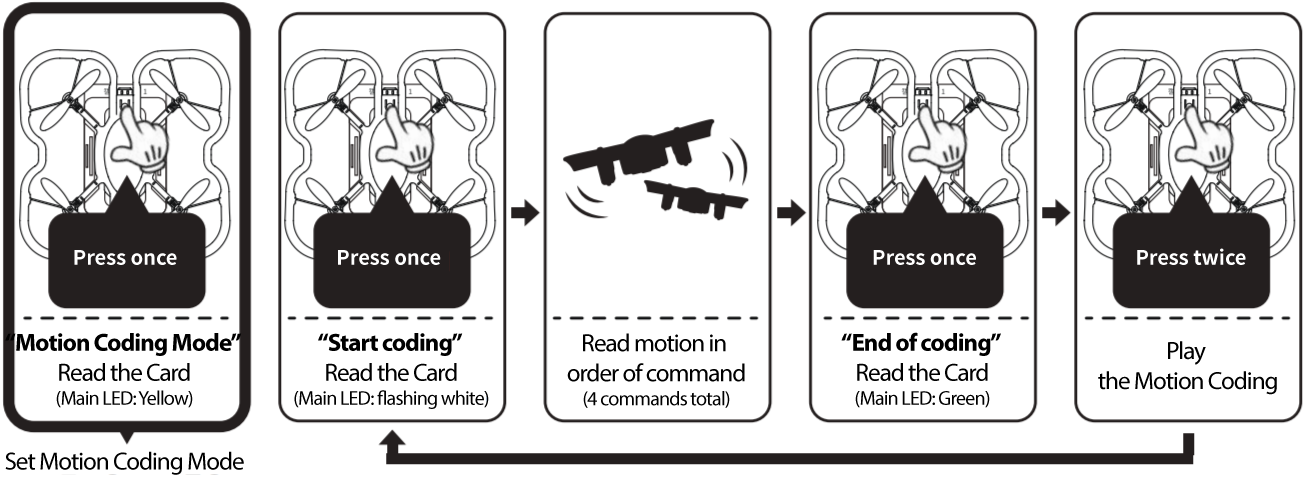 Press once
“Motion Coding Mode”
Read the Card
(Main LED: Yellow)
Set Motion Coding Mode
Press once
“Start coding”
Read the Card
(Main LED: flashing white)
Read motion in
order of command
(4 commands total)
Press once
“End of coding”
Read the Card
(Main LED: Green)
Press twice
Play
the Motion Coding